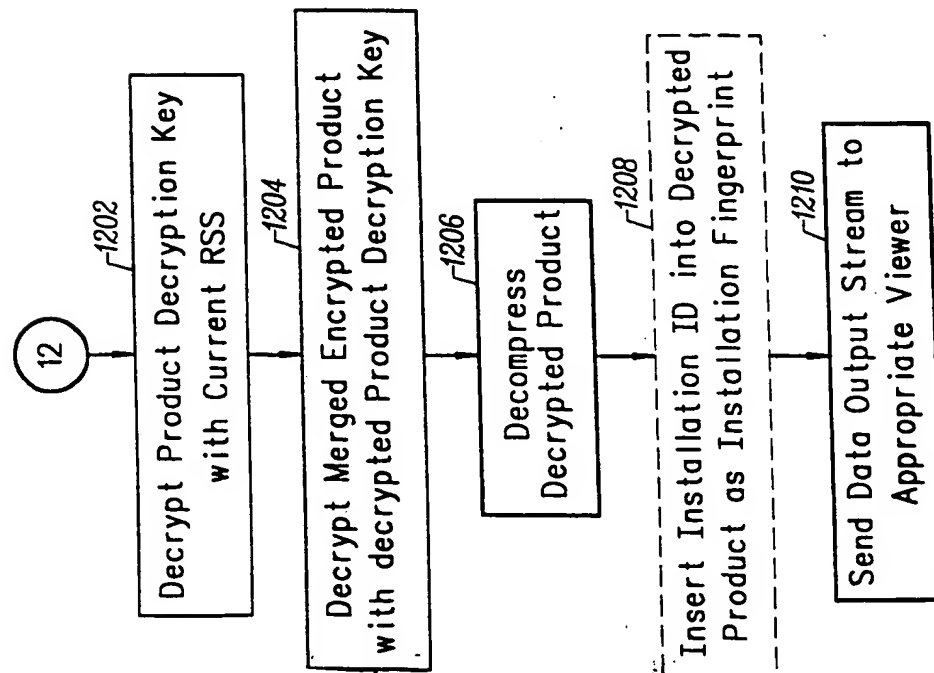 12
1202
Decrypt Product Decryption Key
with Current RSS
1204
Decrypt Merged Encrypted Product
with decrypted Product Decryption Key
1206
Decompress
Decrypted Product
1208
Insert Installation ID into Decrypted
Product as Installation Fingerprint
1210
Send Data Output Stream to
Appropriate Viewer